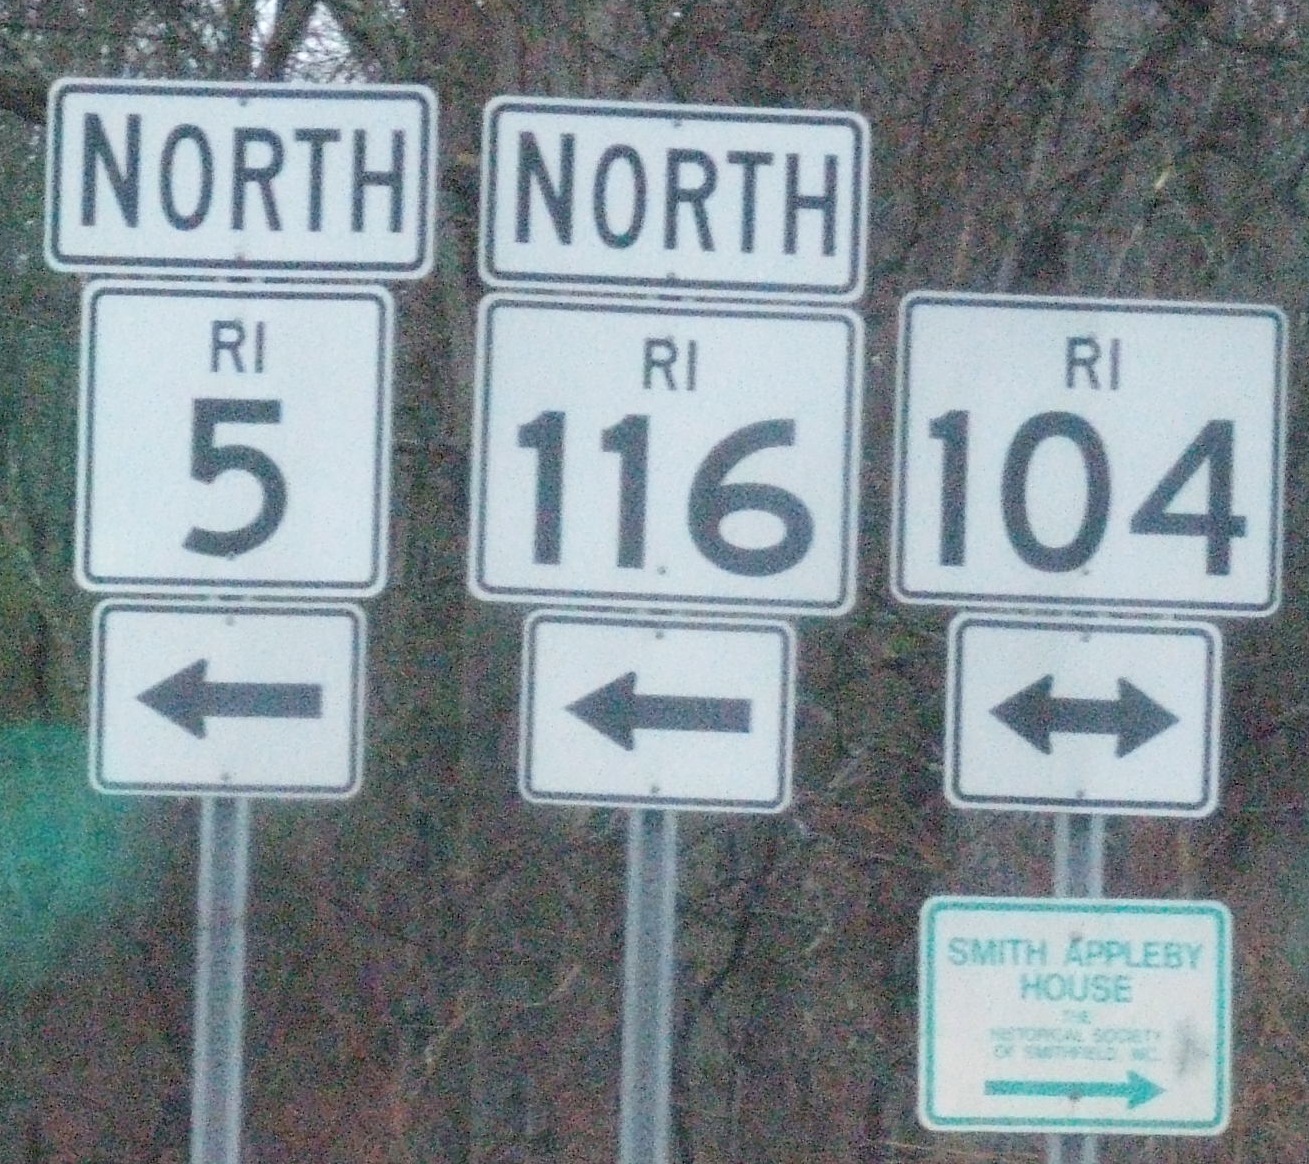 NORTH
RI
5
NORTH
RI
116
RI
104
SMITH APPLEBY
HOUSE
THE
HISTORICAL SOCIETY
OF SMITHFIELD INC.